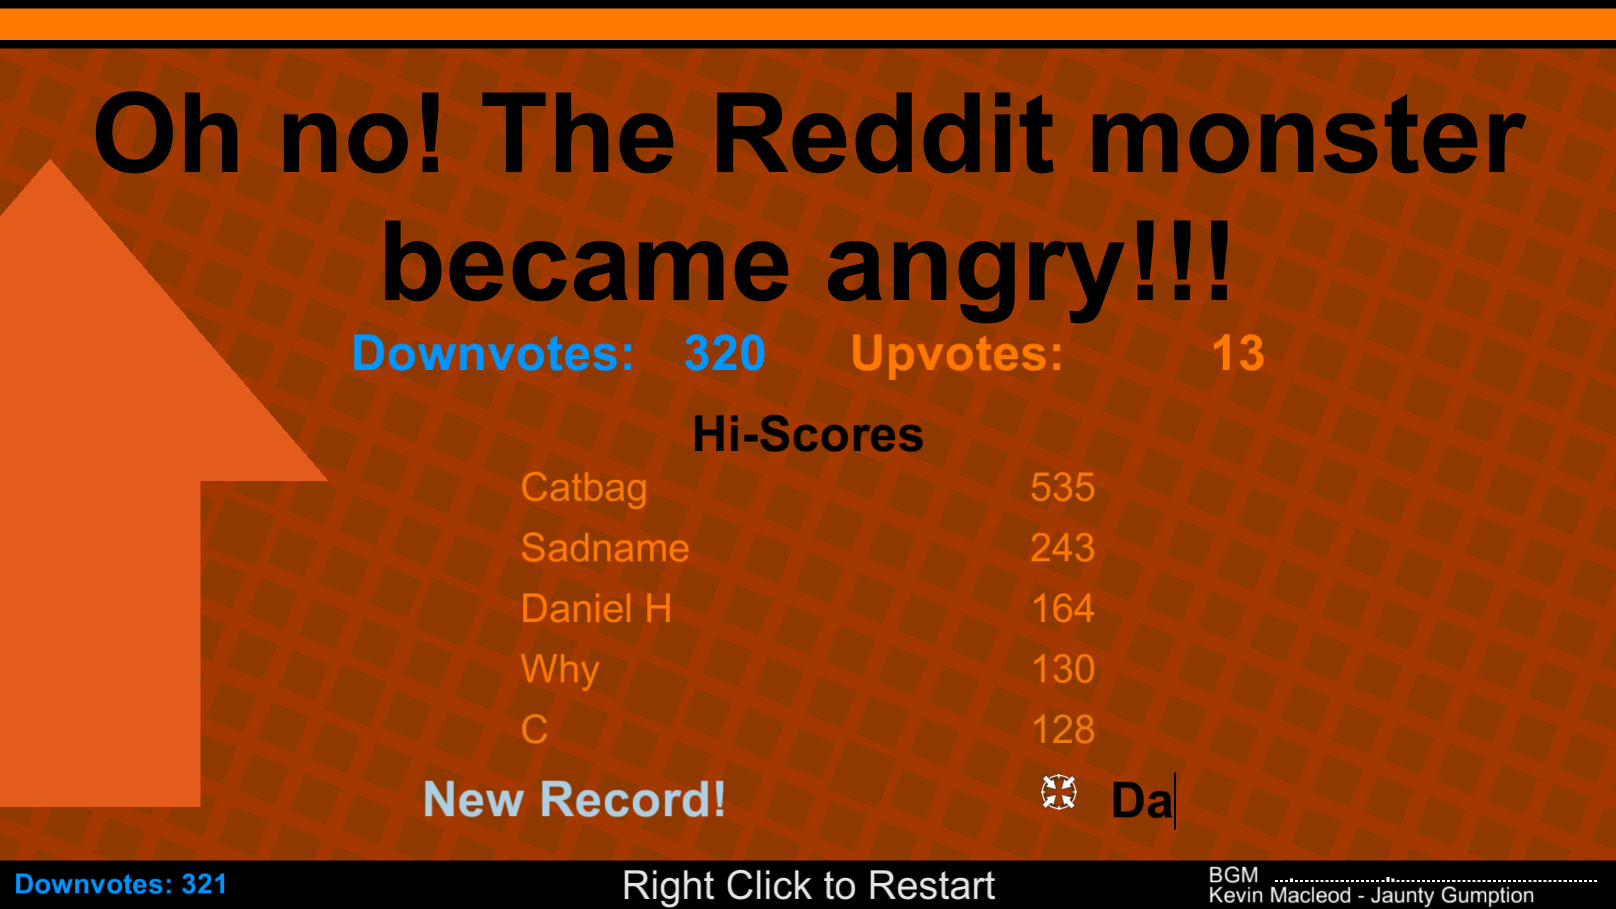 Oh no! The Reddit monster
became angry!!!
Downvotes: 320 Upvotes: 13
Hi-Scores
Catbag 535
Sadname 243
Daniel H 164
Why 130
C 128
New Record! Da
Downvotes: 321
Right Click to Restart
BGM
Kevin Macleod - Jaunty Gumption